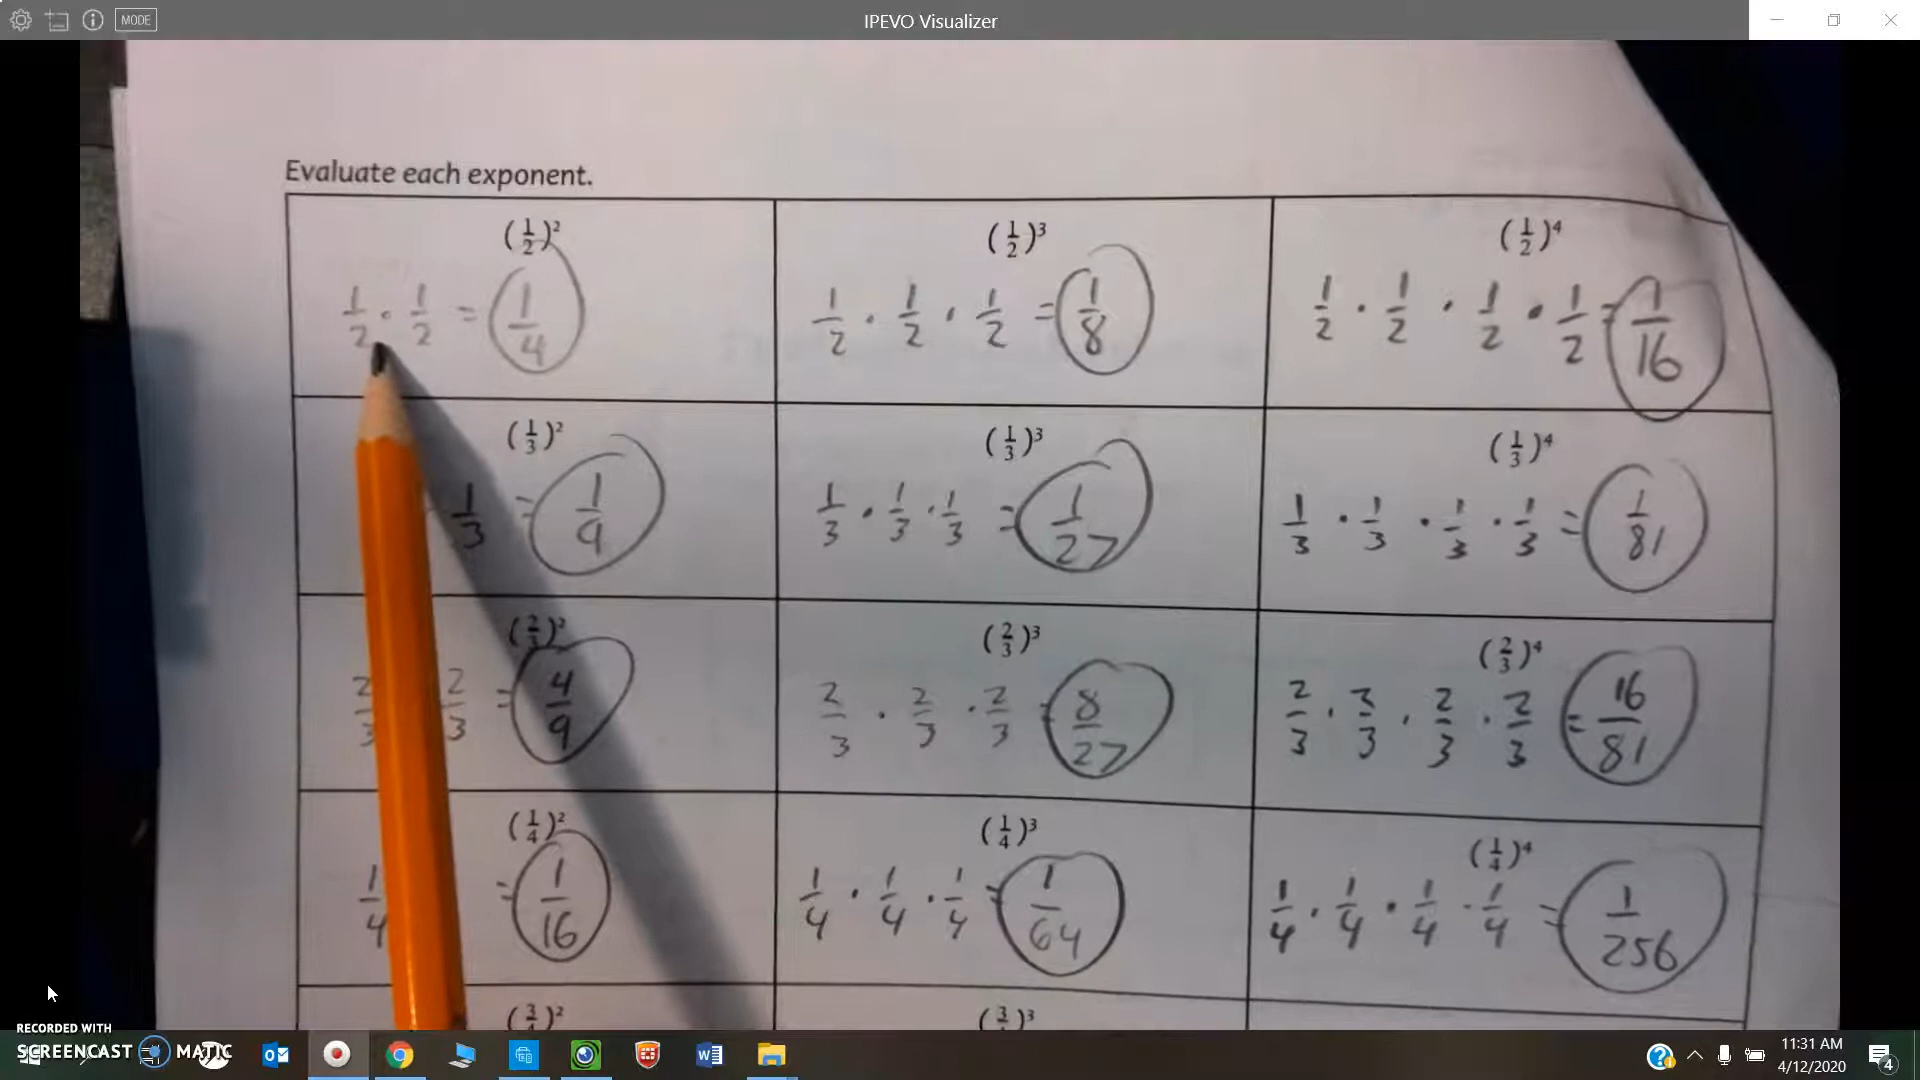 MODE
IPEVO Visualizer
Evaluate each exponent.
(1/2)² (1/2)³ (1/2)⁴
1/2 · 1/2 = 1/4
1/2 · 1/2 · 1/2 = 1/8
1/2 · 1/2 · 1/2 · 1/2 = 1/16
(1/3)² (1/3)³ (1/3)⁴
· 1/3 = 1/9
1/3 · 1/3 · 1/3 = 1/27
1/3 · 1/3 · 1/3 · 1/3 = 1/81
(2/3)² (2/3)³ (2/3)⁴
2/3 2/3 = 4/9
2/3 · 2/3 · 2/3 = 8/27
2/3 · 2/3 · 2/3 · 2/3 = 16/81
(1/4)² (1/4)³ (1/4)⁴
1/4 = 1/16
1/4 · 1/4 · 1/4 = 1/64
1/4 · 1/4 · 1/4 · 1/4 = 1/256
RECORDED WITH
SCREENCAST MATIC
11:31 AM
4/12/2020
4